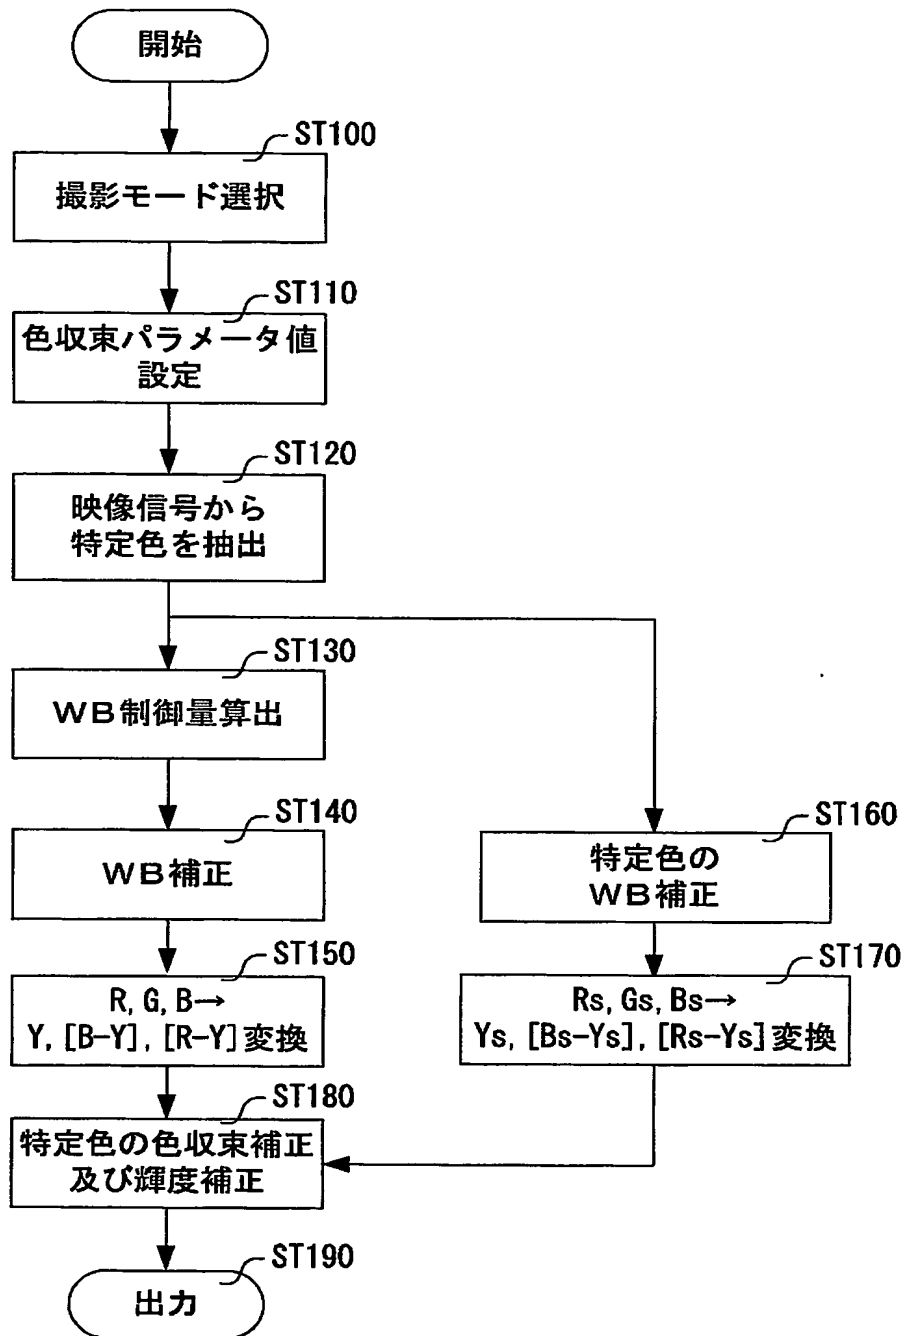 開始
ST100
撮影モード選択
ST110
色収束パラメータ値
設定
ST120
映像信号から
特定色を抽出
ST130
WB制御量算出
ST140
WB補正
ST150
R, G, B→
Y, [B-Y], [R-Y]変換
ST160
特定色の
WB補正
ST170
Rs, Gs, Bs→
Ys, [Bs-Ys], [Rs-Ys]変換
ST180
特定色の色収束補正
及び輝度補正
ST190
出力